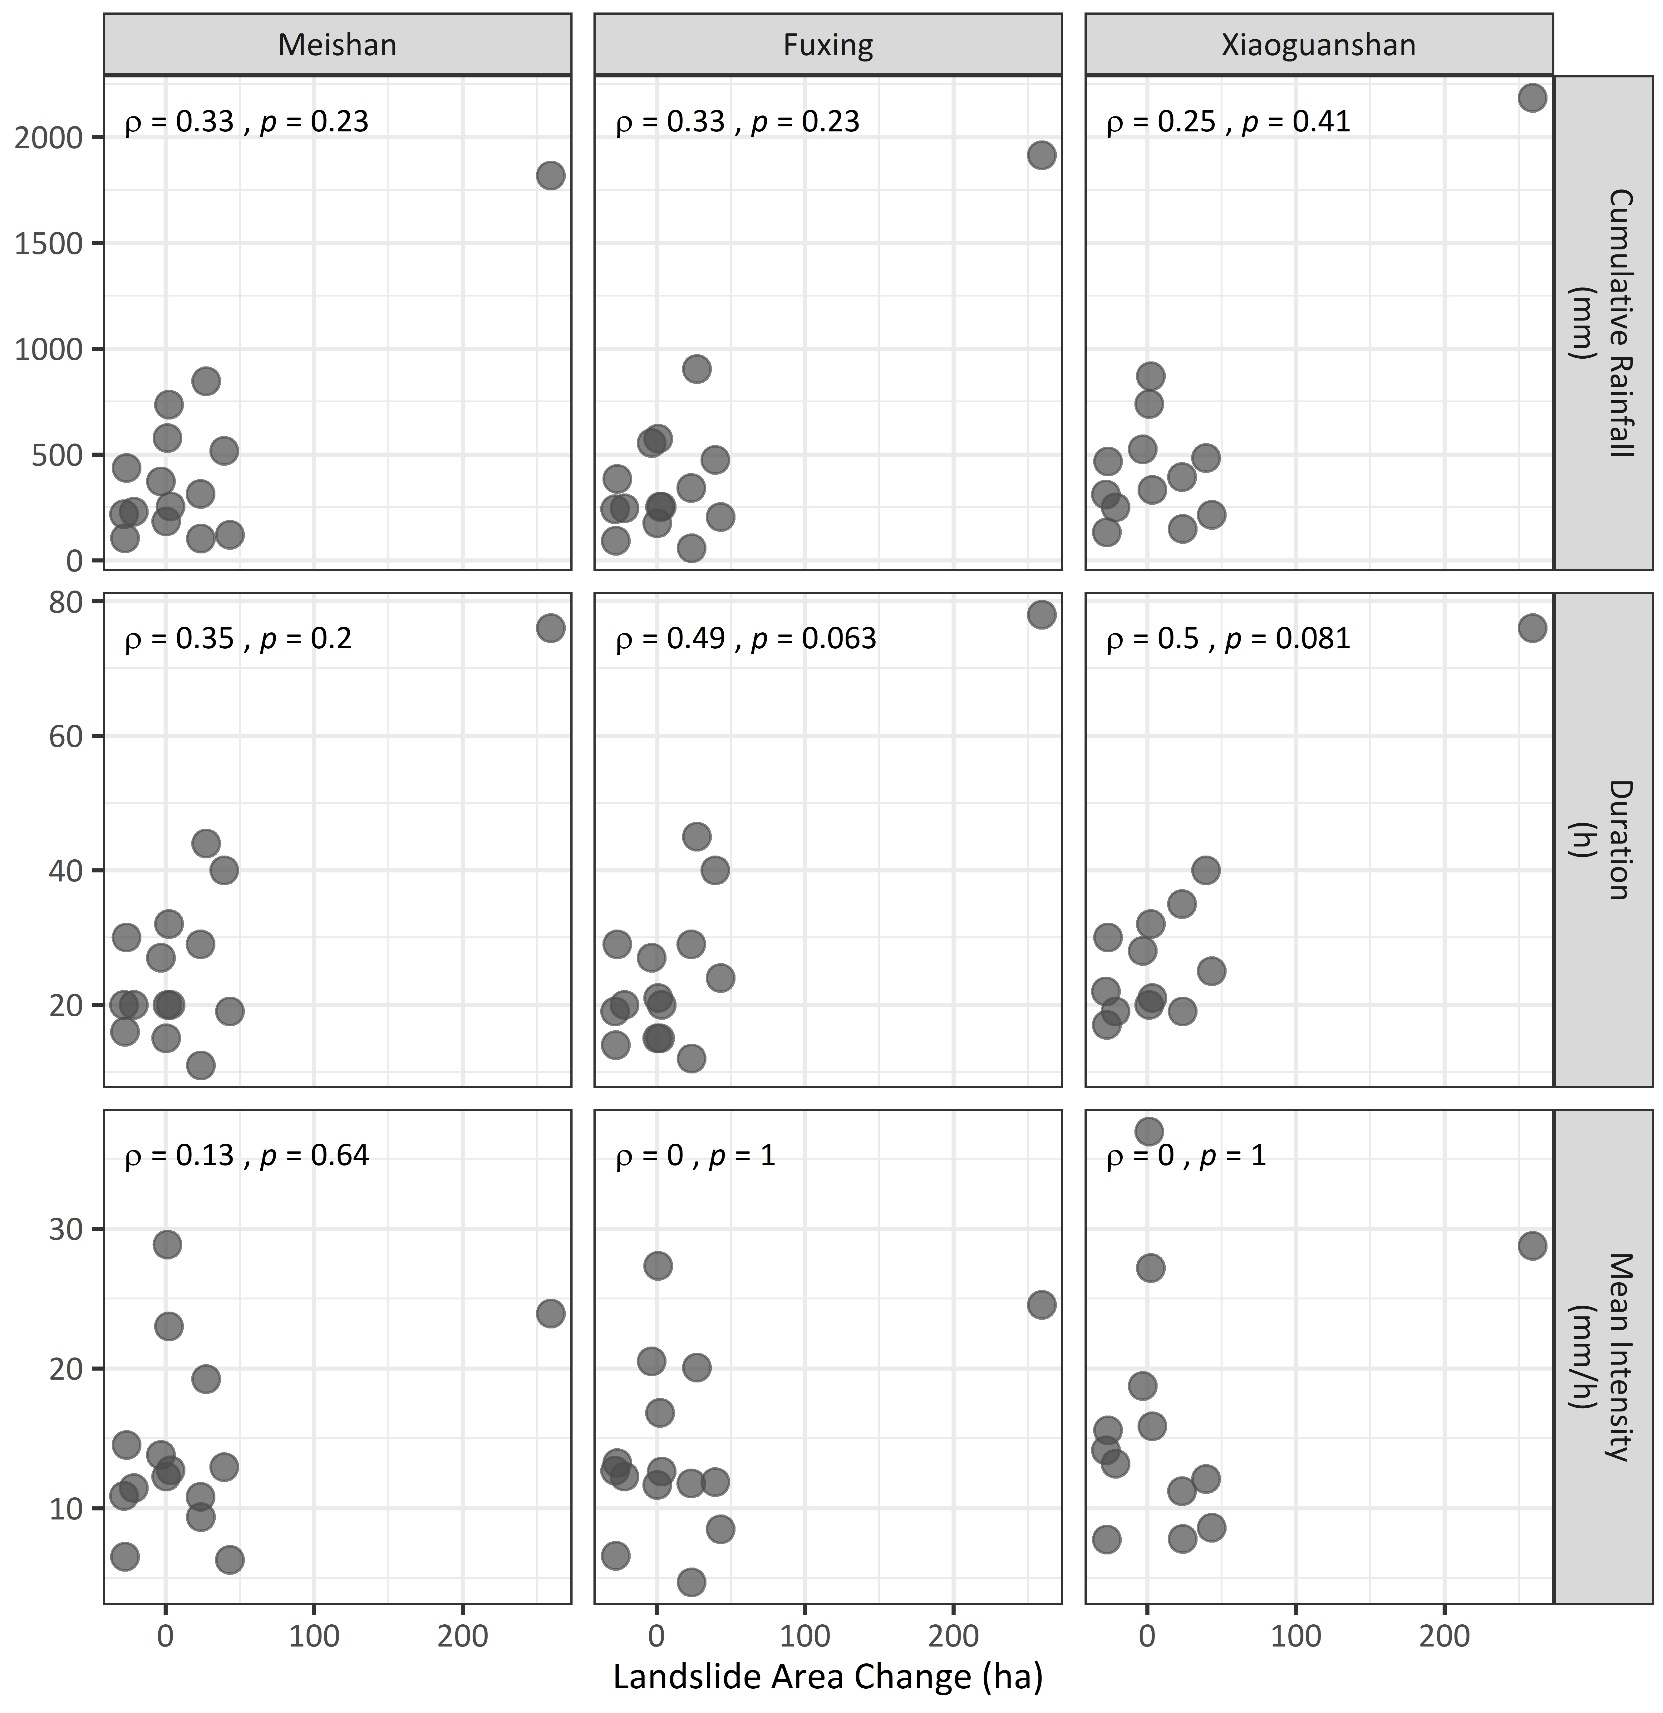 Meishan Fuxing Xiaoguanshan
ρ = 0.33 , p = 0.23
ρ = 0.33 , p = 0.23
ρ = 0.25 , p = 0.41
2000
1500
1000
500
0
Cumulative Rainfall
(mm)
ρ = 0.35 , p = 0.2
ρ = 0.49 , p = 0.063
ρ = 0.5 , p = 0.081
80
60
40
20
Duration
(h)
ρ = 0.13 , p = 0.64
ρ = 0 , p = 1
ρ = 0 , p = 1
30
20
10
Mean Intensity
(mm/h)
0 100 200 0 100 200 0 100 200
Landslide Area Change (ha)